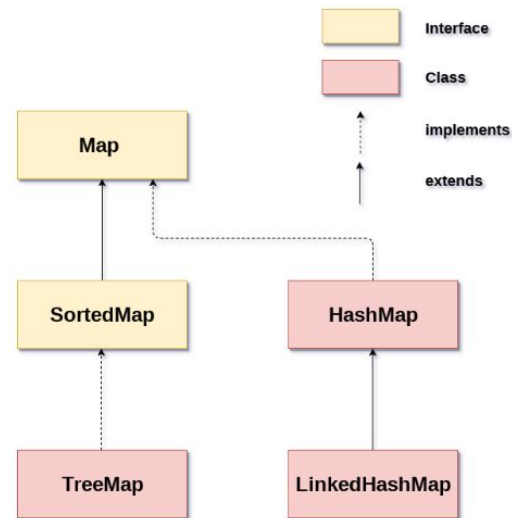 Interface
Class
implements
extends
Map
SortedMap
HashMap
TreeMap
LinkedHashMap